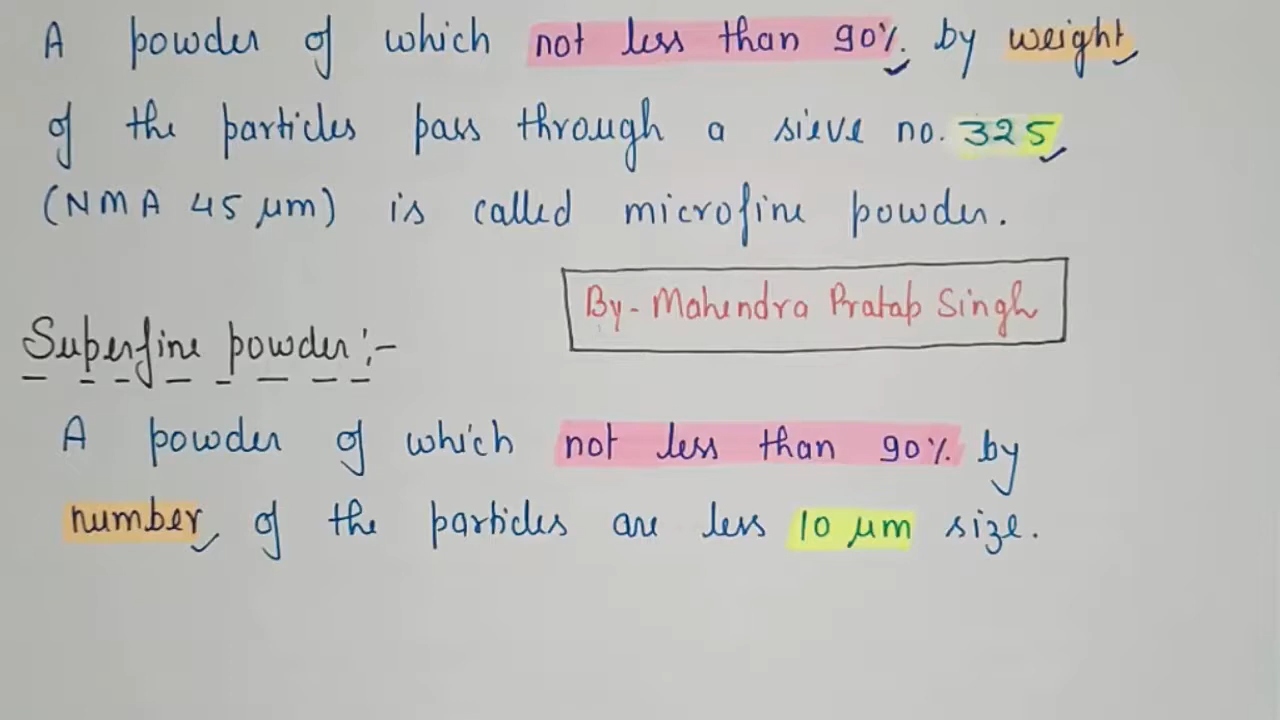 A powder of which not less than 90% by weight
of the particles pass through a sieve no. 325
(NMA 45 µm) is called microfine powder.
By- Mahendra Pratap Singh
Superfine powder:-
A powder of which not less than 90% by
number of the particles are less 10 µm size.